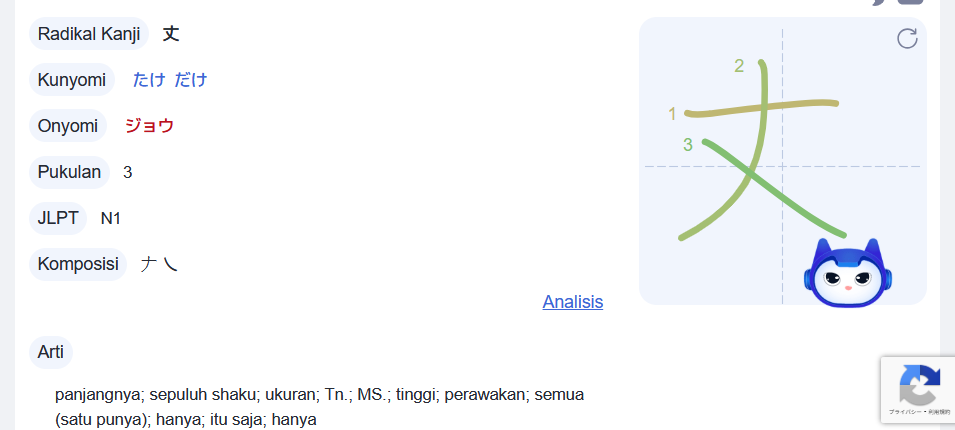 Radikal Kanji 丈
Kunyomi たけ だけ
Onyomi ジョウ
Pukulan 3
JLPT N1
Komposisi ナ ㇏
Analisis
Arti
panjangnya; sepuluh shaku; ukuran; Tn.; MS.; tinggi; perawakan; semua
(satu punya); hanya; itu saja; hanya
2
1
3
プライバシー • 利用規約